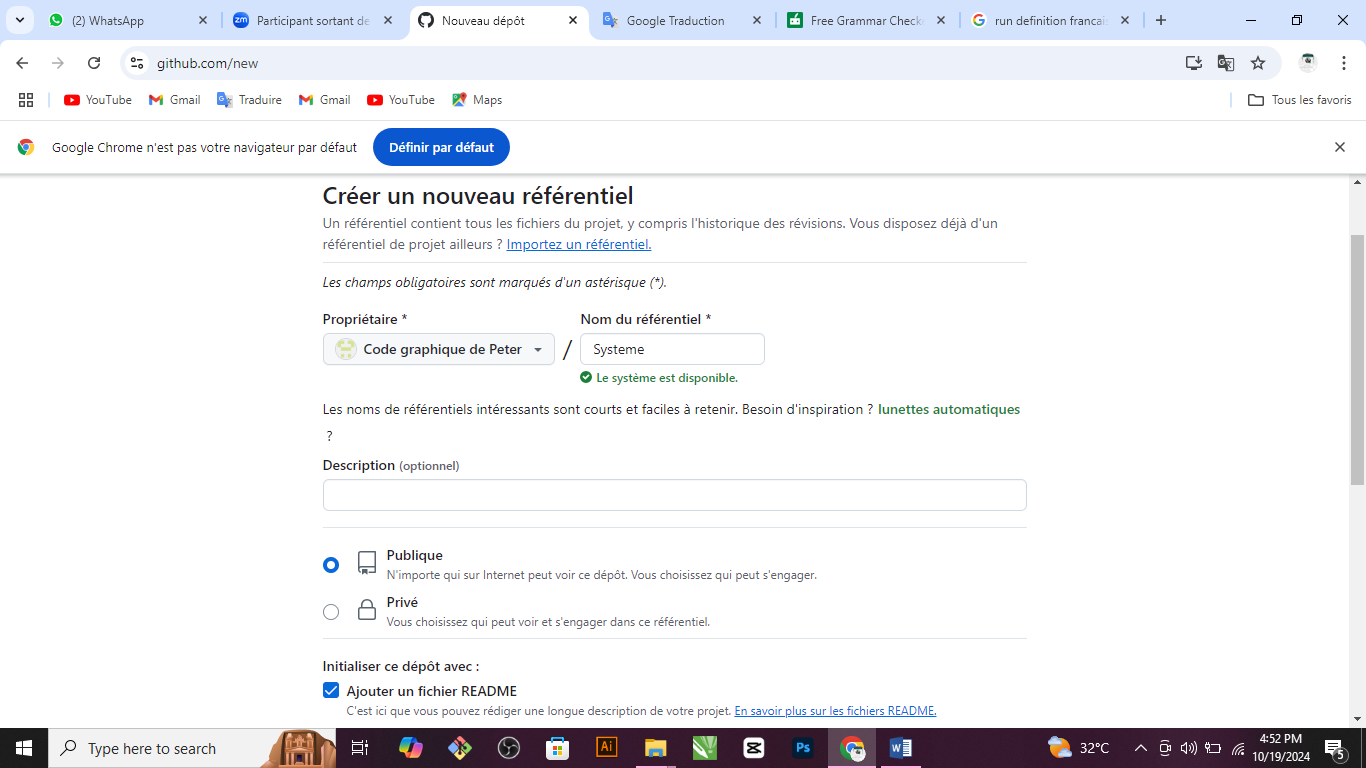 (2) WhatsApp
Participant sortant de
Nouveau dépôt
Google Traduction
Free Grammar Checke
run definition francais
github.com/new
YouTube
Gmail
Traduire
Gmail
YouTube
Maps
Tous les favoris
Google Chrome n'est pas votre navigateur par défaut
Définir par défaut
Créer un nouveau référentiel
Un référentiel contient tous les fichiers du projet, y compris l'historique des révisions. Vous disposez déjà d'un
référentiel de projet ailleurs ? Importez un référentiel.
Les champs obligatoires sont marqués d'un astérisque (*).
Propriétaire *
Nom du référentiel *
Code graphique de Peter
/
Systeme
Le système est disponible.
Les noms de référentiels intéressants sont courts et faciles à retenir. Besoin d'inspiration ? lunettes automatiques
?
Description (optionnel)
Publique
N'importe qui sur Internet peut voir ce dépôt. Vous choisissez qui peut s'engager.
Privé
Vous choisissez qui peut voir et s'engager dans ce référentiel.
Initialiser ce dépôt avec :
Ajouter un fichier README
C'est ici que vous pouvez rédiger une longue description de votre projet. En savoir plus sur les fichiers README.
Type here to search
Ai
Ps
32°C
4:52 PM
10/19/2024
5